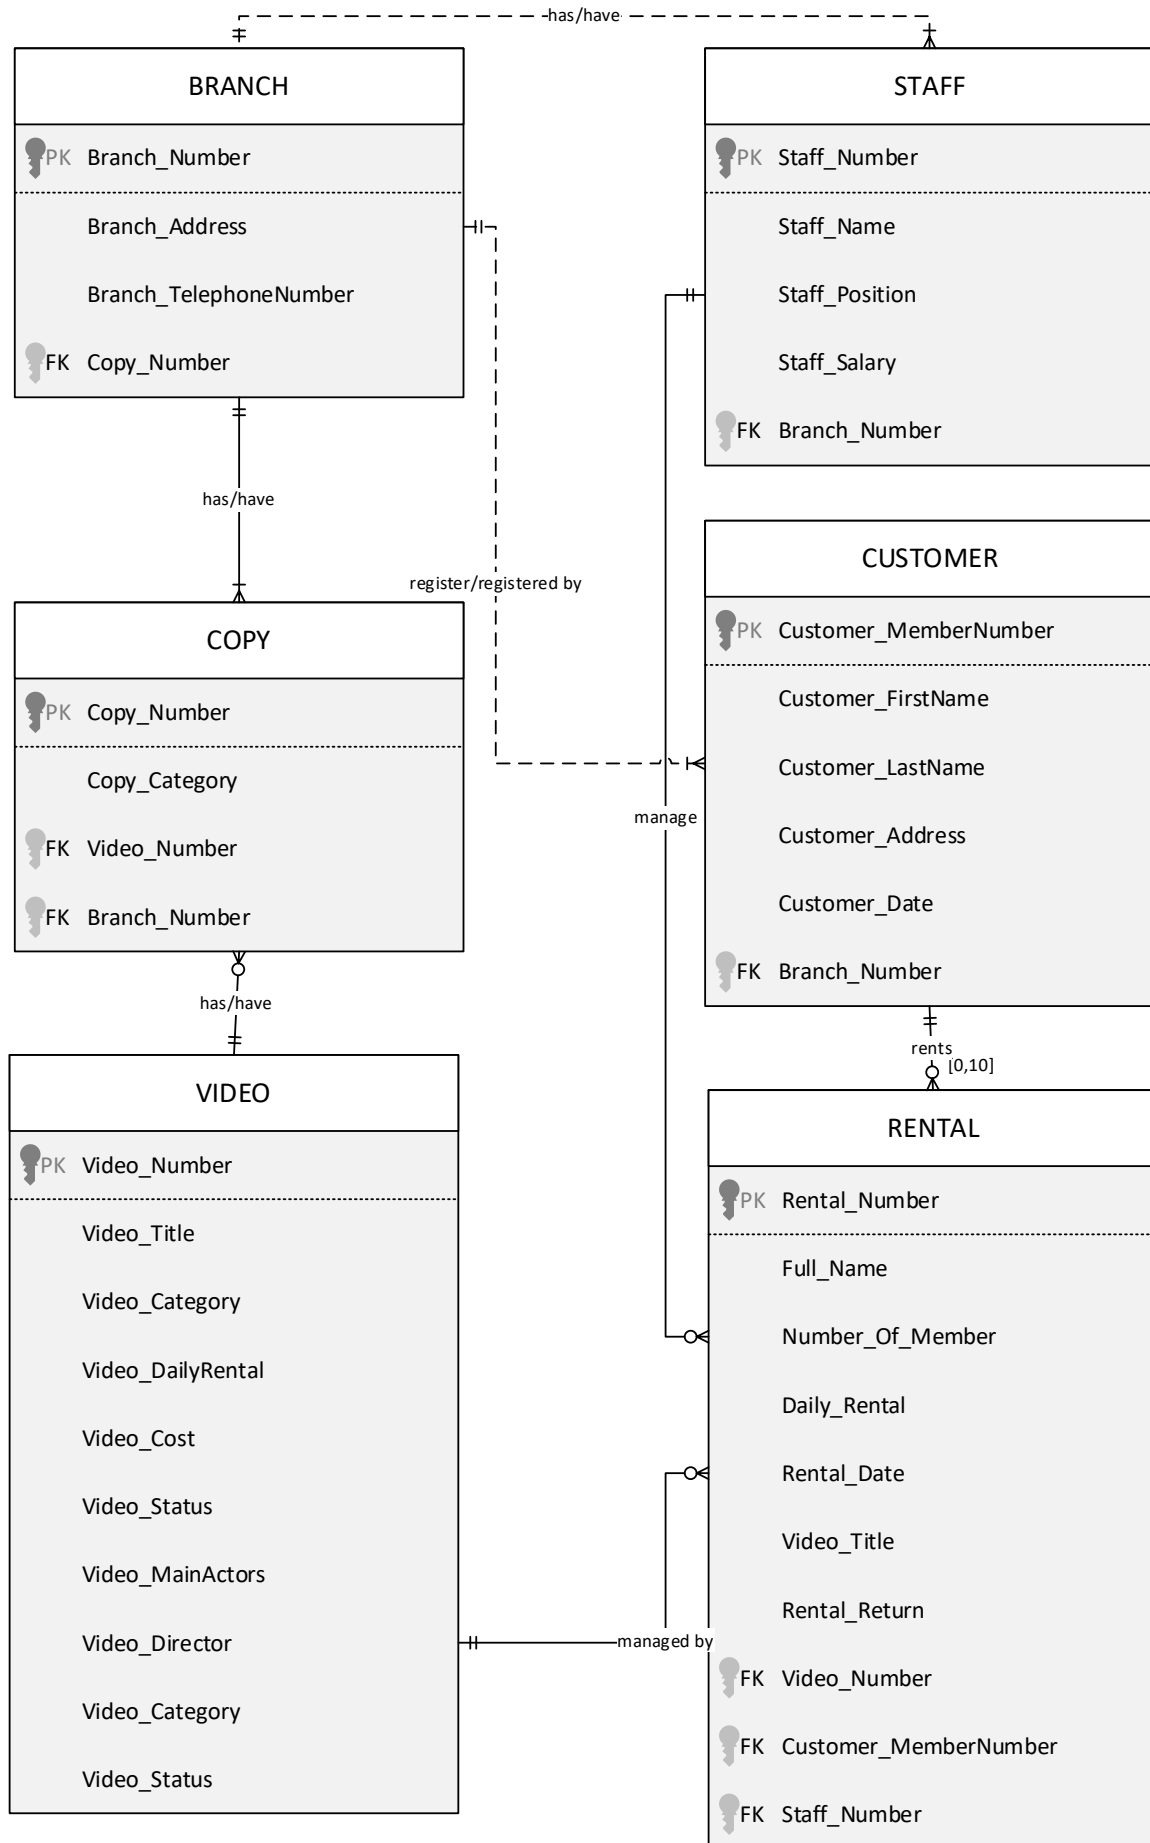 has/have
BRANCH
PK Branch_Number
Branch_Address
Branch_TelephoneNumber
FK Copy_Number
STAFF
PK Staff_Number
Staff_Name
Staff_Position
Staff_Salary
FK Branch_Number
has/have
register/registered by
manage
CUSTOMER
PK Customer_MemberNumber
Customer_FirstName
Customer_LastName
Customer_Address
Customer_Date
FK Branch_Number
COPY
PK Copy_Number
Copy_Category
FK Video_Number
FK Branch_Number
has/have
rents
[0,10]
VIDEO
PK Video_Number
Video_Title
Video_Category
Video_DailyRental
Video_Cost
Video_Status
Video_MainActors
Video_Director
Video_Category
Video_Status
managed by
RENTAL
PK Rental_Number
Full_Name
Number_Of_Member
Daily_Rental
Rental_Date
Video_Title
Rental_Return
FK Video_Number
FK Customer_MemberNumber
FK Staff_Number